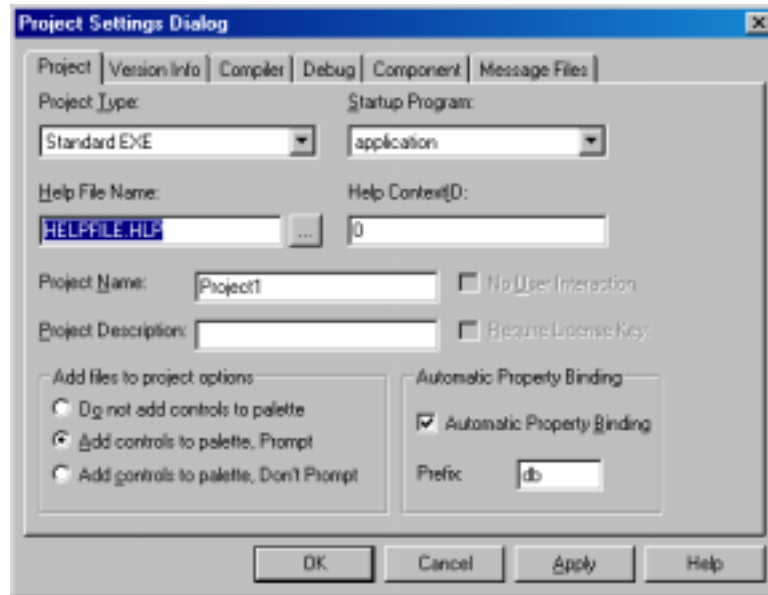 Project Settings Dialog
Project Version Info Compiler Debug Component Message Files
Project Type: Startup Program:
Standard EXE application
Help File Name: Help ContextID:
HELPFILE.HLP ... 0
Project Name: Project1 No User Interaction
Project Description: Require License Key:
Add files to project options Automatic Property Binding
Do not add controls to palette
Add controls to palette, Prompt Automatic Property Binding
Add controls to palette, Don't Prompt Prefix: db
OK Cancel Apply Help